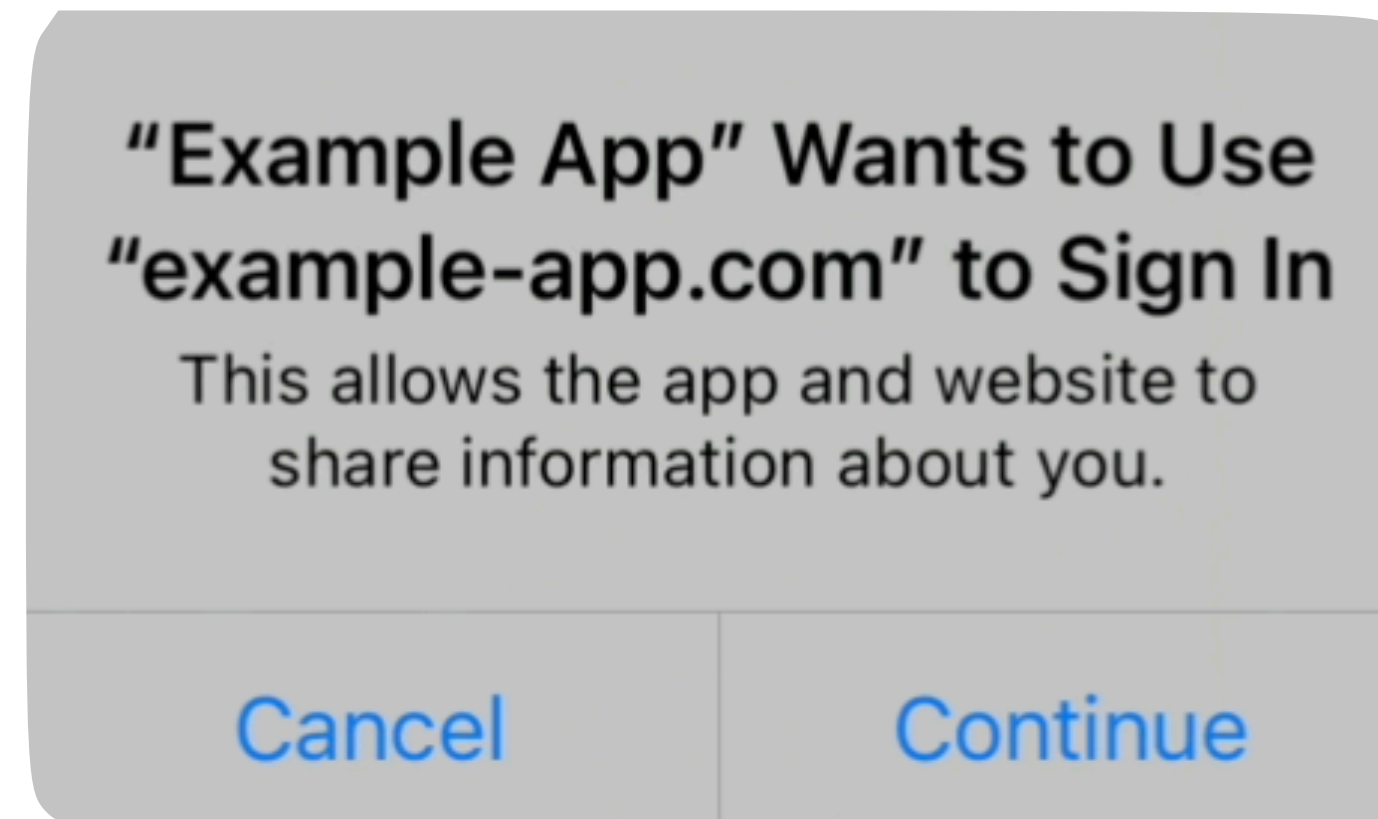 “Example App” Wants to Use
“example-app.com” to Sign In
This allows the app and website to
share information about you.
Cancel
Continue